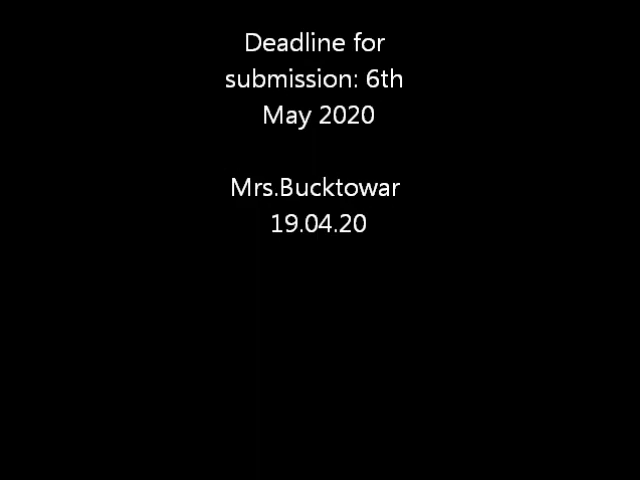 Deadline for
submission: 6th
May 2020
Mrs.Bucktowar
19.04.20